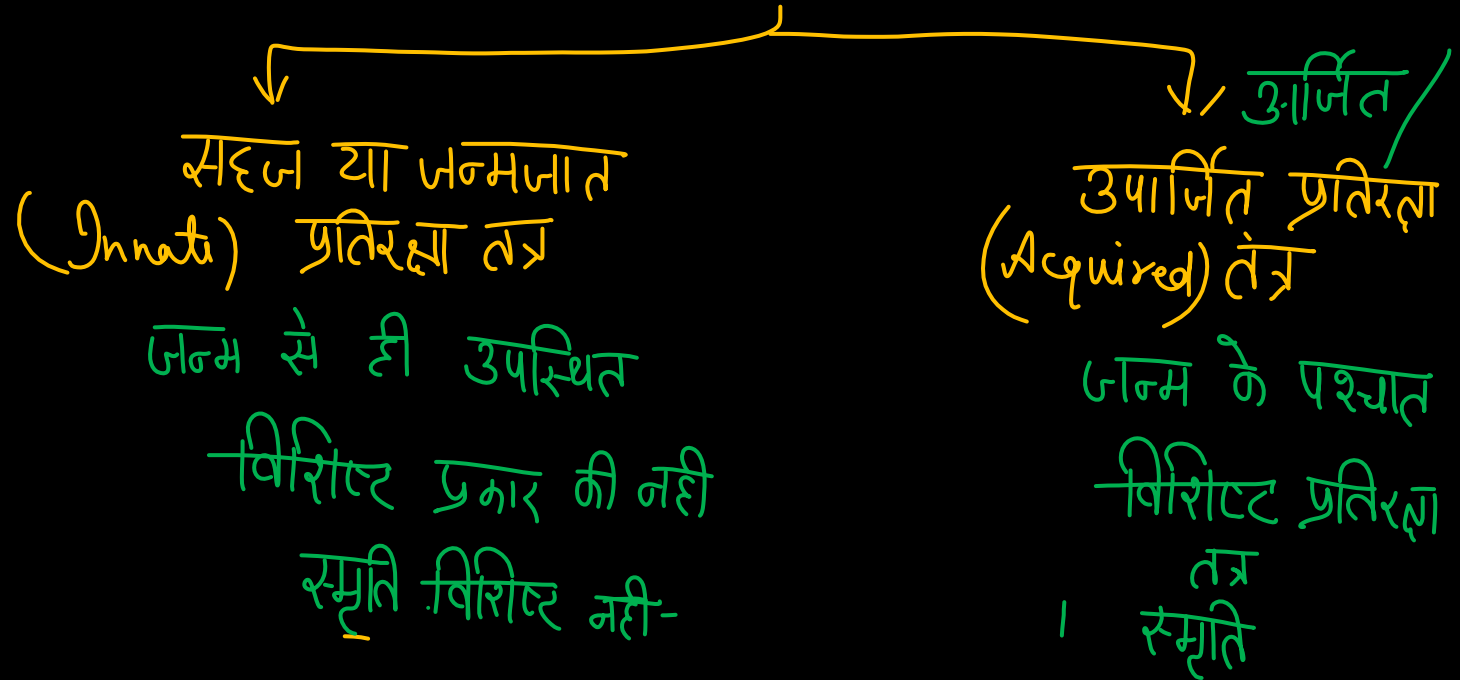 सहज या जन्मजात
(Innate) प्रतिरक्षा तंत्र
जन्म से ही उपस्थित
विशिष्ट प्रकार की नही
स्मृति विशिष्ट नही
अर्जित /
उपार्जित प्रतिरक्षा
(Acquired) तंत्र
जन्म के पश्चात
विशिष्ट प्रतिरक्षा
तंत्र
स्मृति